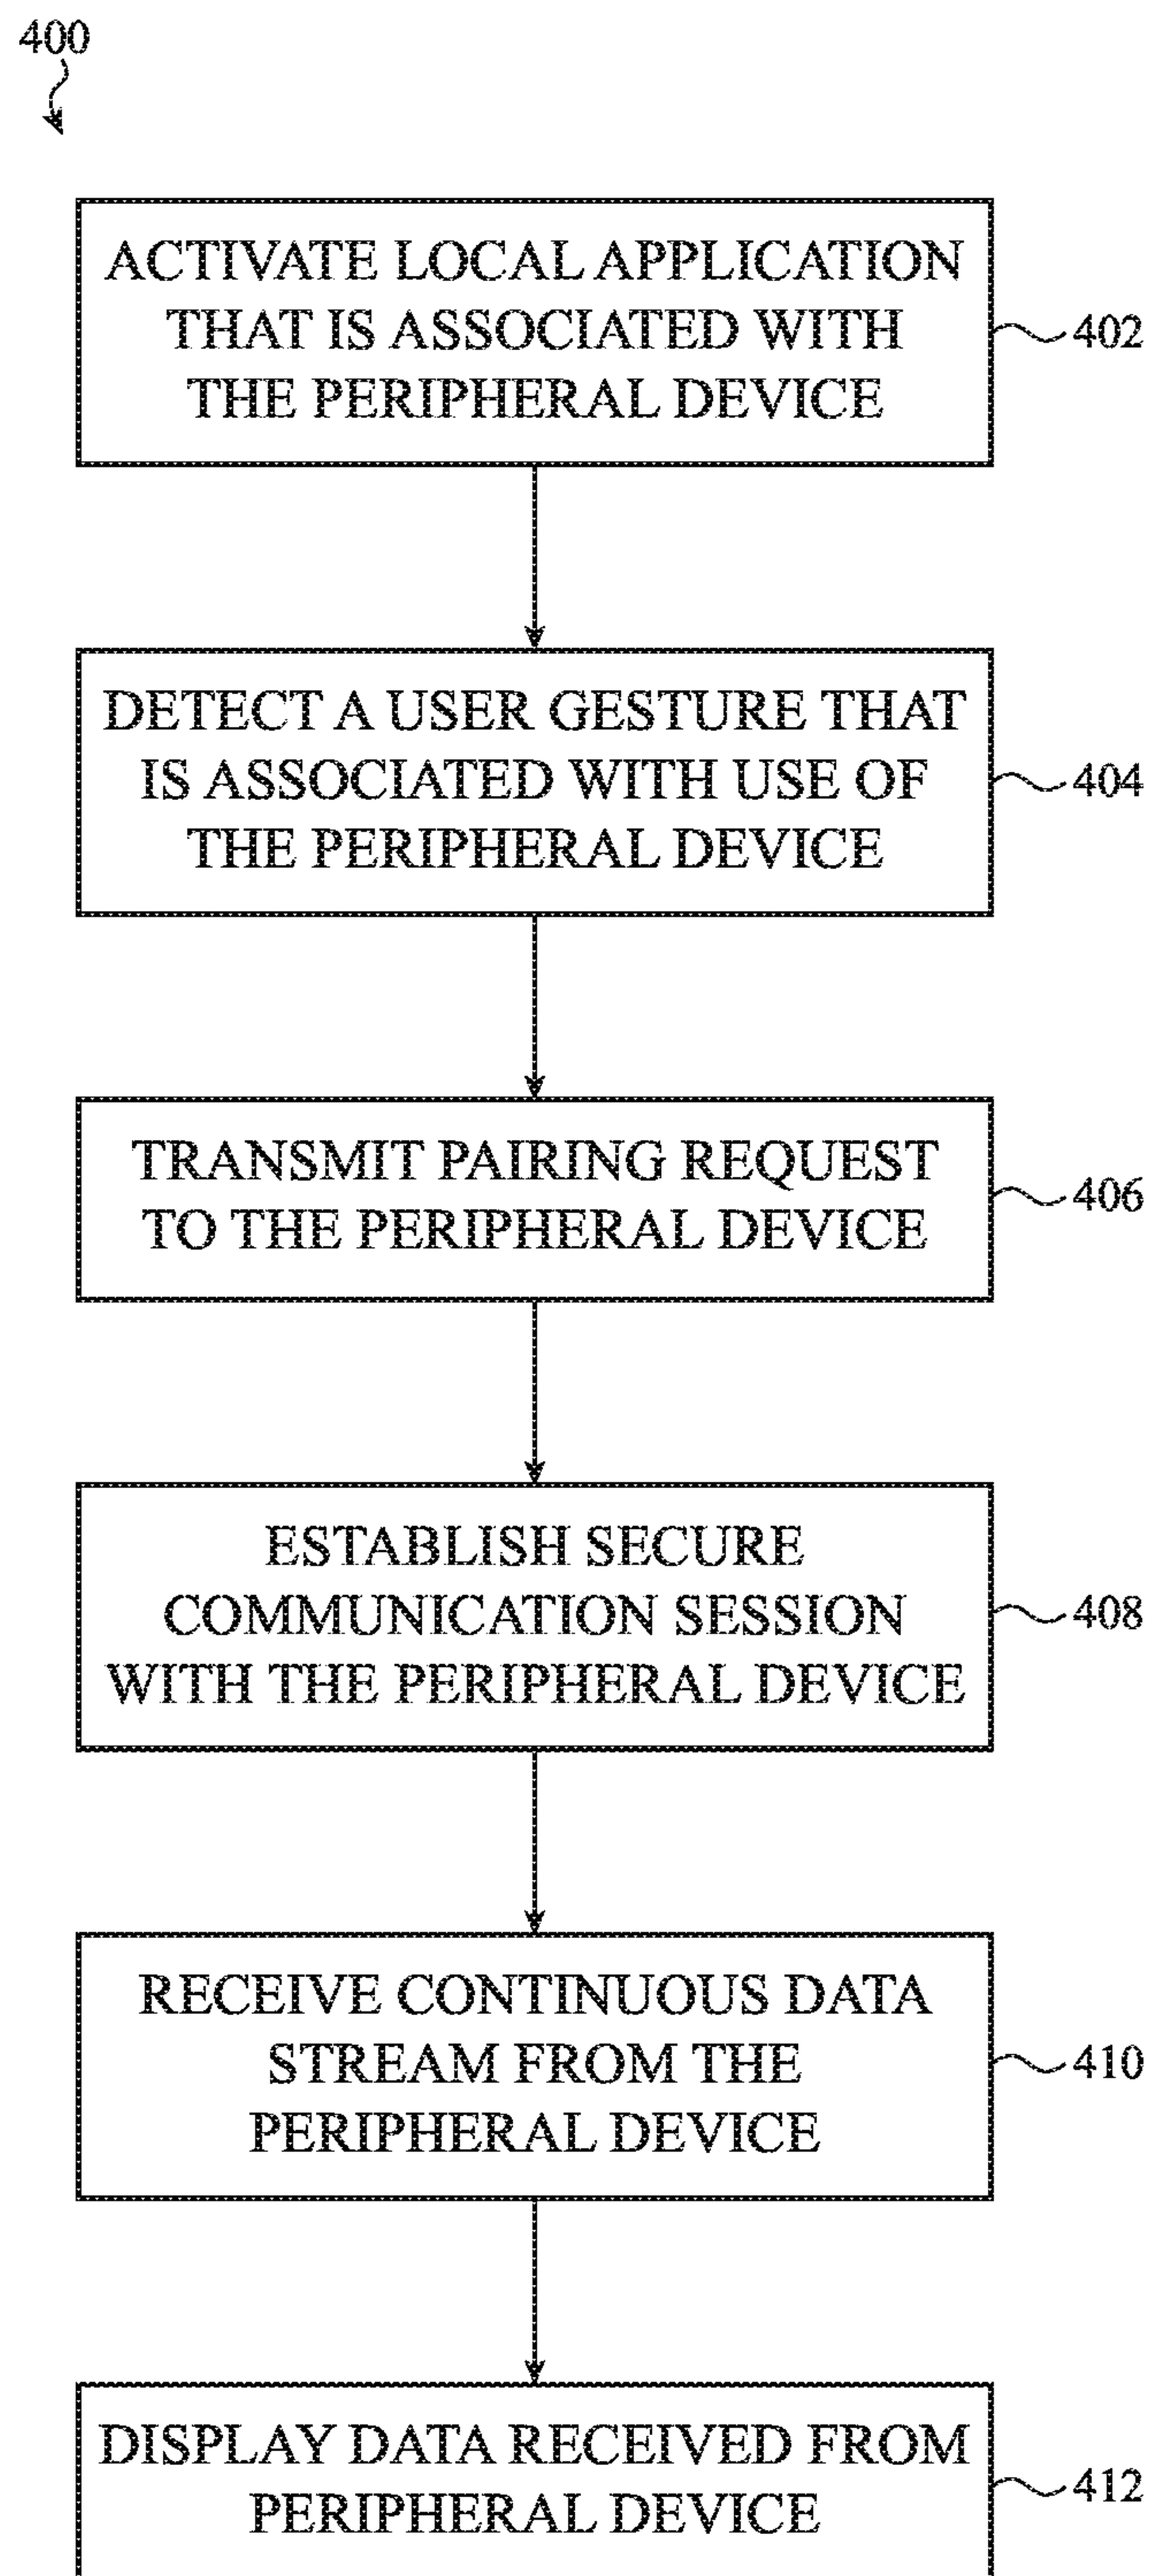 400
ACTIVATE LOCAL APPLICATION
THAT IS ASSOCIATED WITH
THE PERIPHERAL DEVICE
402
DETECT A USER GESTURE THAT
IS ASSOCIATED WITH USE OF
THE PERIPHERAL DEVICE
404
TRANSMIT PAIRING REQUEST
TO THE PERIPHERAL DEVICE
406
ESTABLISH SECURE
COMMUNICATION SESSION
WITH THE PERIPHERAL DEVICE
408
RECEIVE CONTINUOUS DATA
STREAM FROM THE
PERIPHERAL DEVICE
410
DISPLAY DATA RECEIVED FROM
PERIPHERAL DEVICE
412